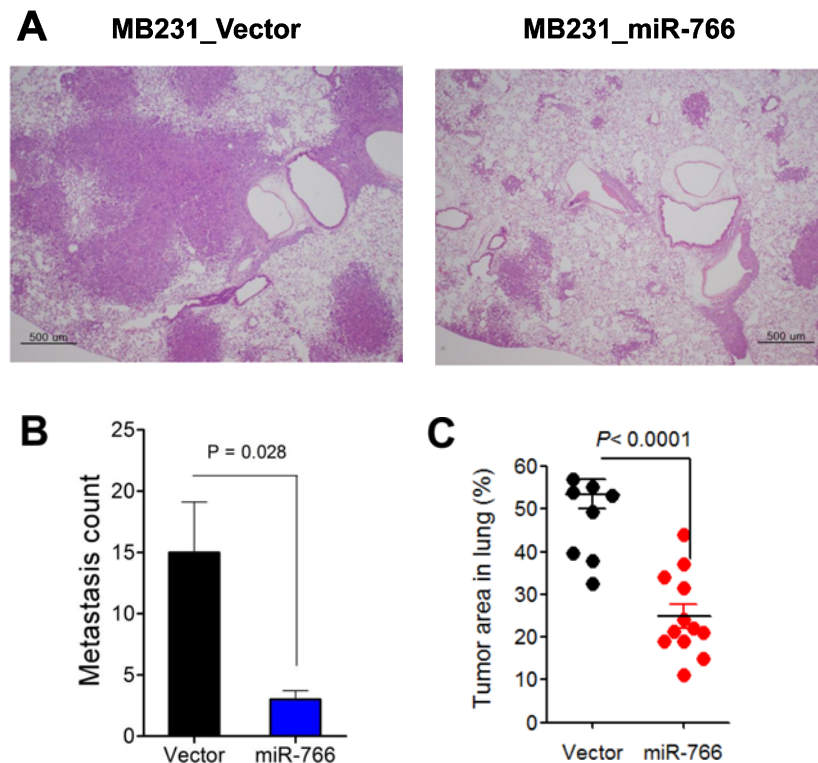 A
MB231_Vector
MB231_miR-766
500 um
500 um
B
Metastasis count
25
20
15
10
5
0
P = 0.028
Vector
miR-766
C
Tumor area in lung (%)
60
50
40
30
20
10
0
P< 0.0001
Vector
miR-766